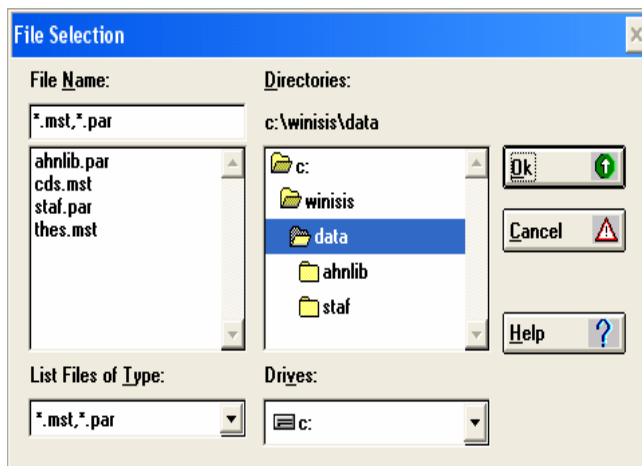 File Selection
File Name:
*.mst,*.par
ahnlib.par
cds.mst
staf.par
thes.mst
List Files of Type:
*.mst,*.par
Directories:
c:\winisis\data
c:
winisis
data
ahnlib
staf
Drives:
c:
Ok
Cancel
Help